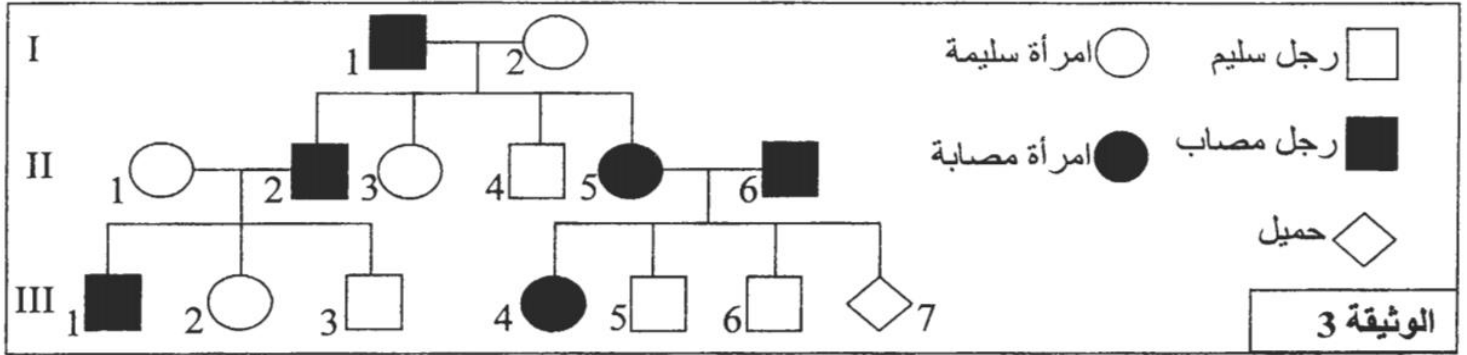 I
1 2
امرأة سليمة
رجل سليم
II
1 2 3 4 5 6
امرأة مصابة
رجل مصاب
حميل
III
1 2 3 4 5 6 7
الوثيقة 3